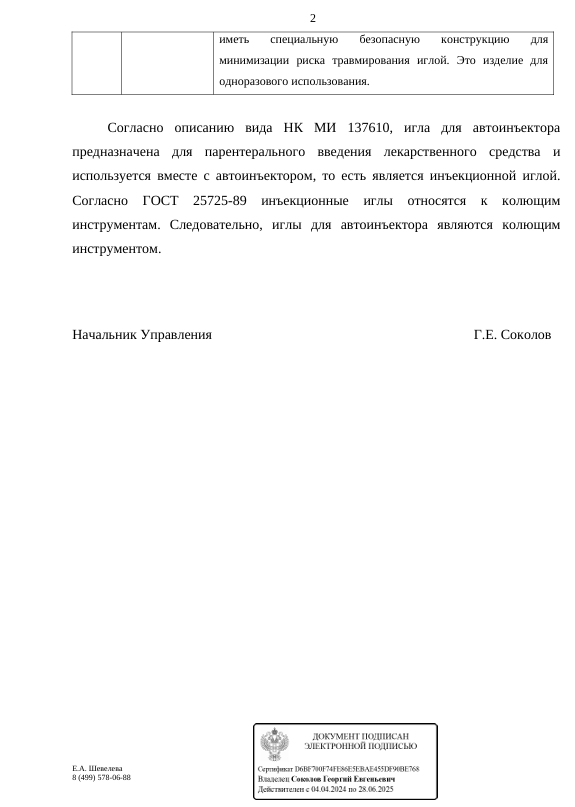 2
иметь специальную безопасную конструкцию для
минимизации риска травмирования иглой. Это изделие для
одноразового использования.
Согласно описанию вида НК МИ 137610, игла для автоинъектора
предназначена для парентерального введения лекарственного средства и
используется вместе с автоинъектором, то есть является инъекционной иглой.
Согласно ГОСТ 25725-89 инъекционные иглы относятся к колющим
инструментам. Следовательно, иглы для автоинъектора являются колющим
инструментом.
Начальник Управления Г.Е. Соколов
ДОКУМЕНТ ПОДПИСАН
ЭЛЕКТРОННОЙ ПОДПИСЬЮ
Сертификат D6BF700F74FE86E5EBAE455DF90BE768
Владелец Соколов Георгий Евгеньевич
Действителен с 04.04.2024 по 28.06.2025
Е.А. Шевелева
8 (499) 578-06-88